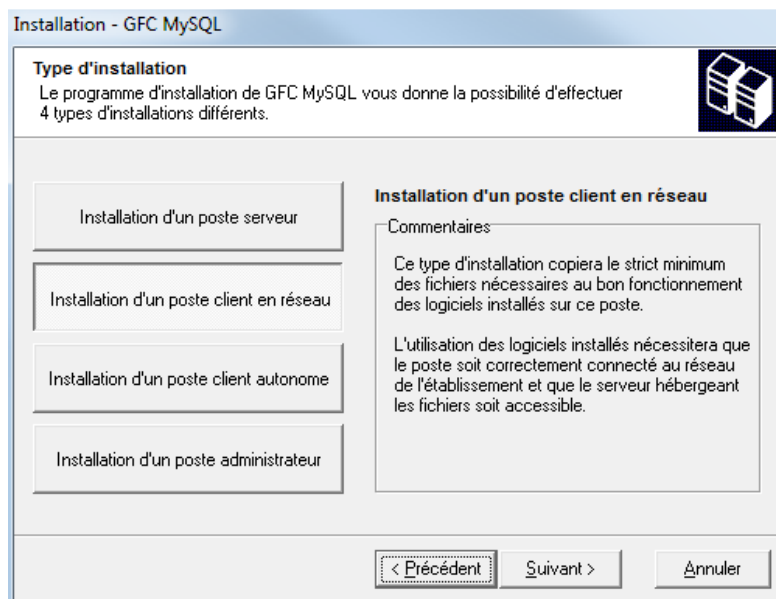 Installation - GFC MySQL
Type d'installation
Le programme d'installation de GFC MySQL vous donne la possibilité d'effectuer
4 types d'installations différents.
Installation d'un poste serveur
Installation d'un poste client en réseau
Installation d'un poste client autonome
Installation d'un poste administrateur
Installation d'un poste client en réseau
Commentaires
Ce type d'installation copiera le strict minimum
des fichiers nécessaires au bon fonctionnement
des logiciels installés sur ce poste.
L'utilisation des logiciels installés nécessitera que
le poste soit correctement connecté au réseau
de l'établissement et que le serveur hébergeant
les fichiers soit accessible.
< Précédent
Suivant >
Annuler